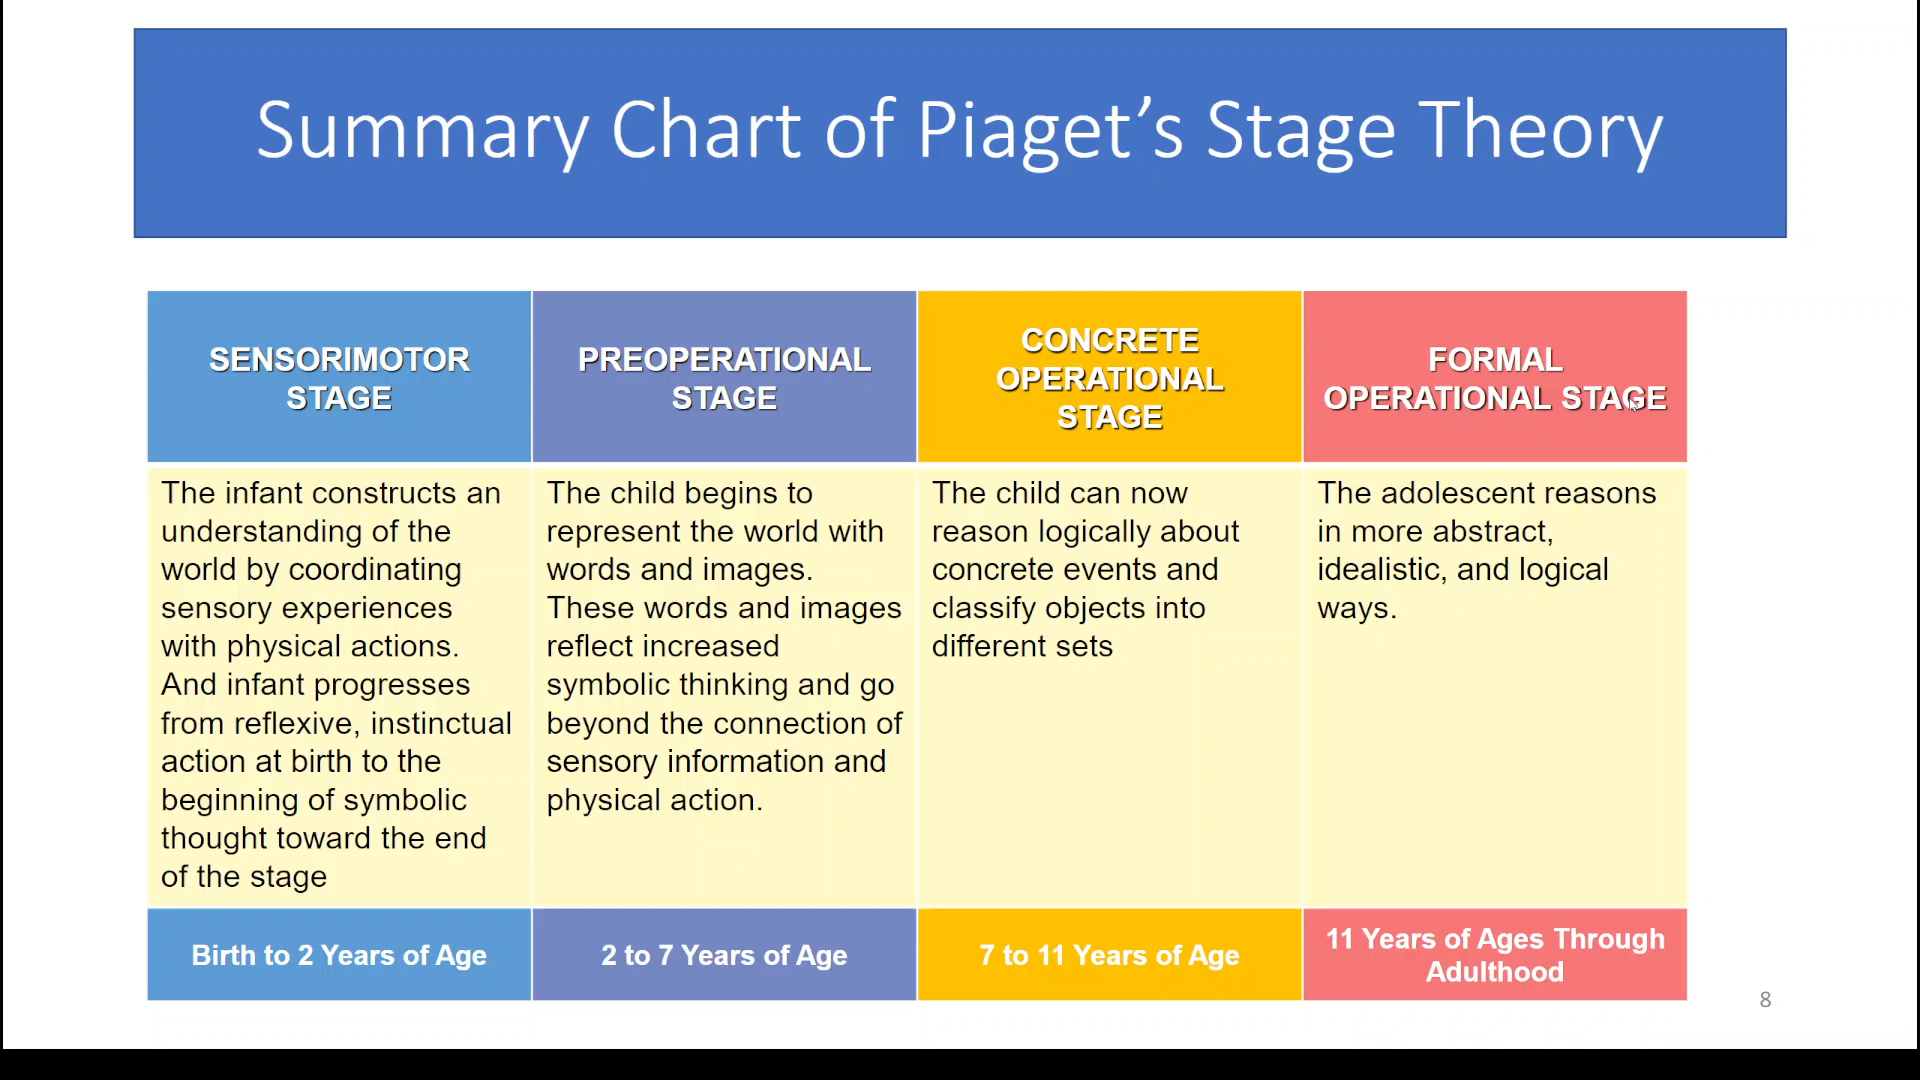 Summary Chart of Piaget’s Stage Theory
SENSORIMOTOR
STAGE
PREOPERATIONAL
STAGE
CONCRETE
OPERATIONAL
STAGE
FORMAL
OPERATIONAL STAGE
The infant constructs an
understanding of the
world by coordinating
sensory experiences
with physical actions.
And infant progresses
from reflexive, instinctual
action at birth to the
beginning of symbolic
thought toward the end
of the stage
The child begins to
represent the world with
words and images.
These words and images
reflect increased
symbolic thinking and go
beyond the connection of
sensory information and
physical action.
The child can now
reason logically about
concrete events and
classify objects into
different sets
The adolescent reasons
in more abstract,
idealistic, and logical
ways.
Birth to 2 Years of Age
2 to 7 Years of Age
7 to 11 Years of Age
11 Years of Ages Through
Adulthood
8